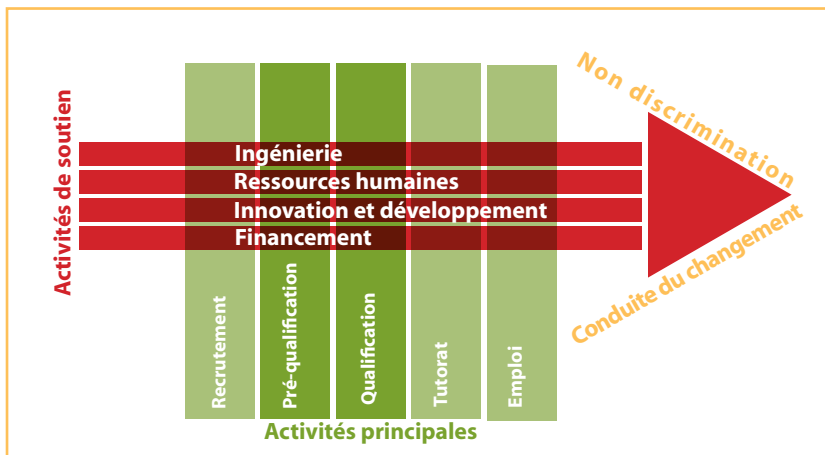 Non discrimination
Activités de soutien
Ingénierie
Ressources humaines
Innovation et développement
Financement
Conduite du changement
Recrutement
Pré-qualification
Qualification
Tutorat
Emploi
Activités principales